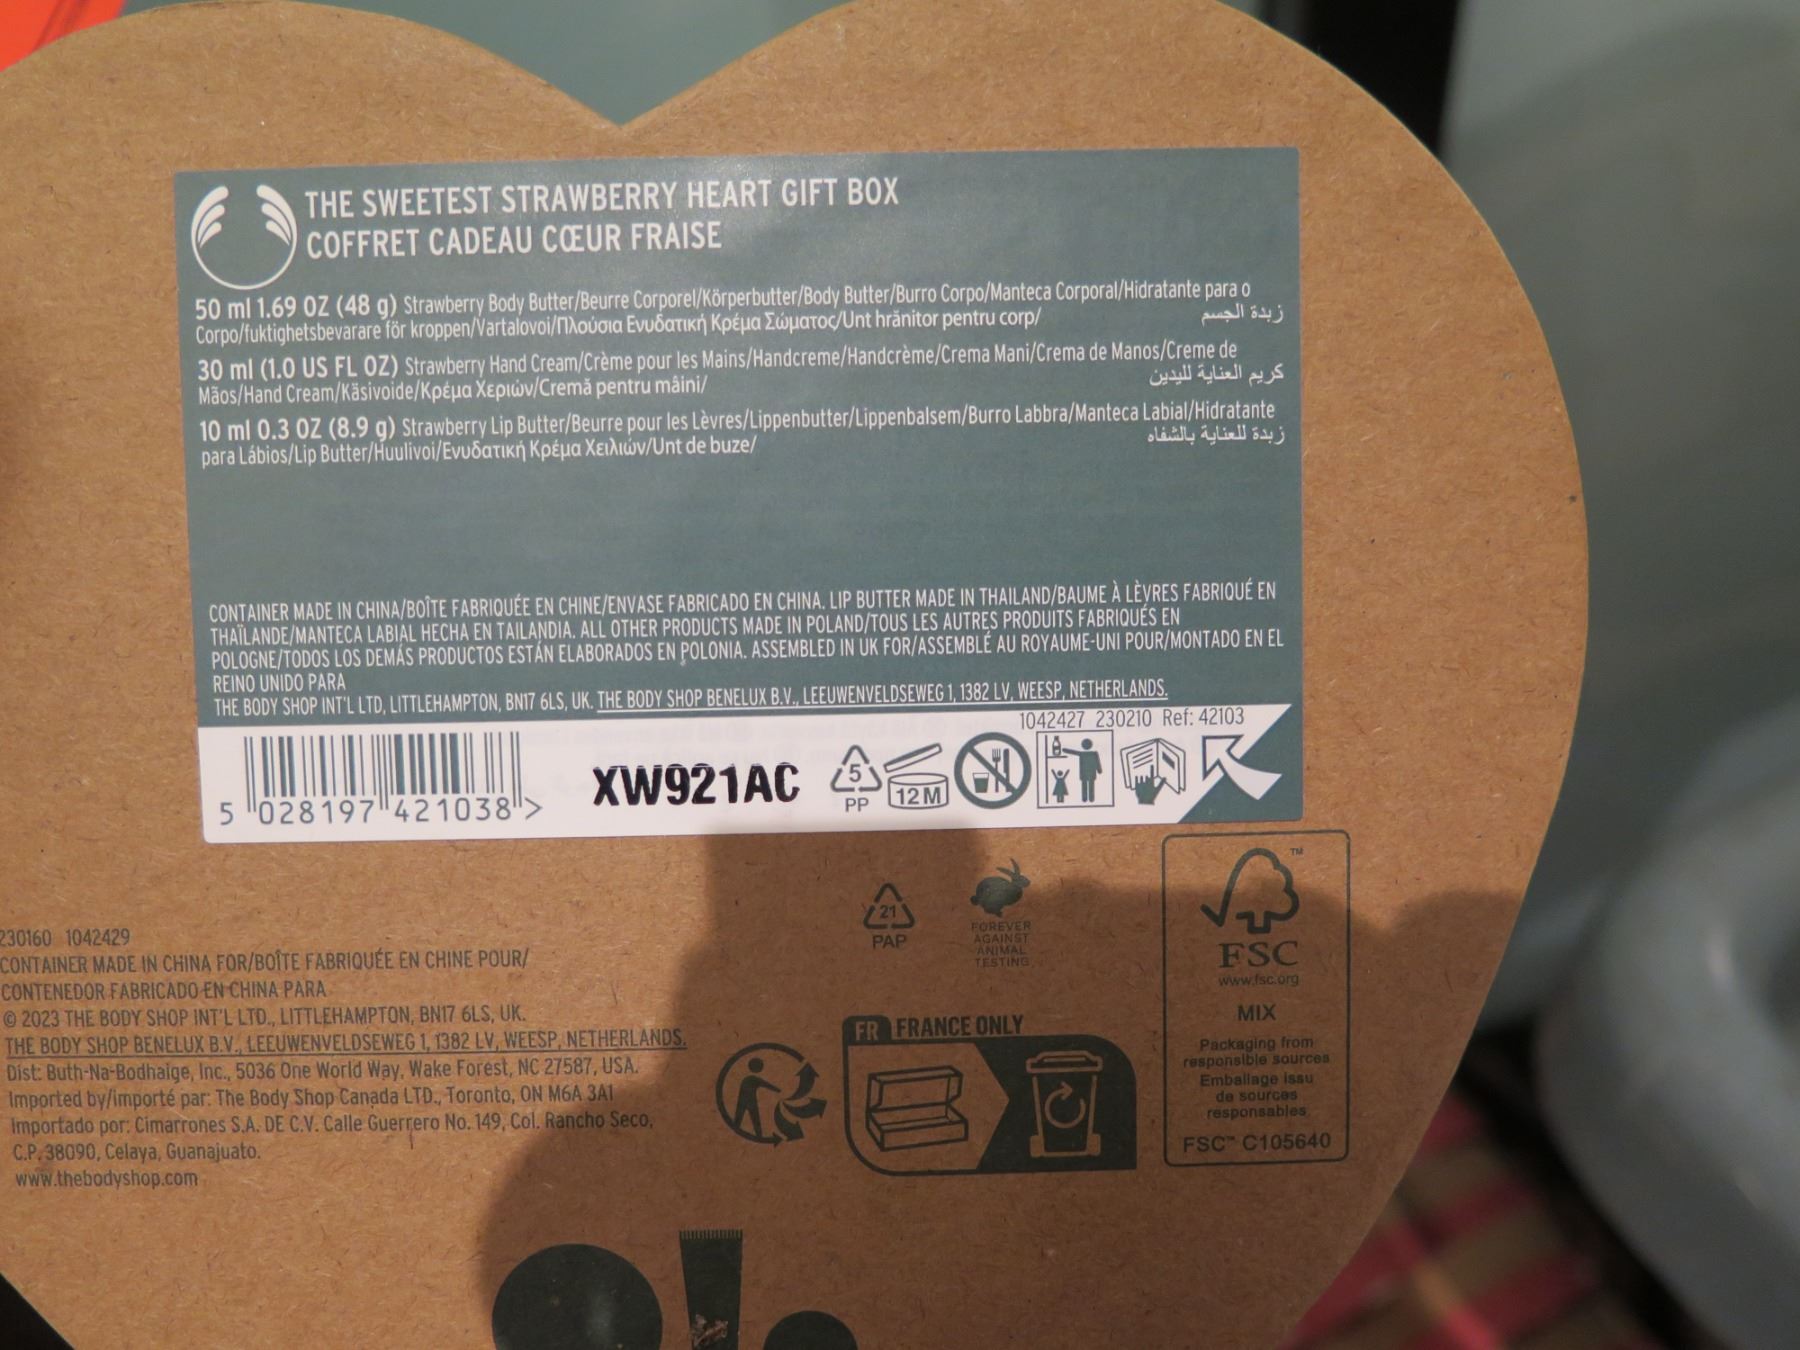 THE SWEETEST STRAWBERRY HEART GIFT BOX
COFFRET CADEAU CŒUR FRAISE
50 ml 1.69 OZ (48 g) Strawberry Body Butter/Beurre Corporel/Körperbutter/Body Butter/Burro Corpo/Manteca Corporal/Hidratante para o
Corpo/fuktighetsbevarare för kroppen/Vartalovoi/Πλούσια Ενυδατική Κρέμα Σώματος/Unt hrănitor pentru corp/ زبدة الجسم
30 ml (1.0 US FL OZ) Strawberry Hand Cream/Crème pour les Mains/Handcreme/Handcrème/Crema Mani/Crema de Manos/Creme de
Mãos/Hand Cream/Käsivoide/Κρέμα Χεριών/Cremă pentru mâini/ كريم العناية لليدين
10 ml 0.3 OZ (8.9 g) Strawberry Lip Butter/Beurre pour les Lèvres/Lippenbutter/Lippenbalsem/Burro Labbra/Manteca Labial/Hidratante
para Lábios/Lip Butter/Huulivoi/Ενυδατική Κρέμα Χειλιών/Unt de buze/ زبدة للعناية بالشفاه
CONTAINER MADE IN CHINA/BOÎTE FABRIQUÉE EN CHINE/ENVASE FABRICADO EN CHINA. LIP BUTTER MADE IN THAILAND/BAUME À LÈVRES FABRIQUÉ EN
THAÏLANDE/MANTECA LABIAL HECHA EN TAILANDIA. ALL OTHER PRODUCTS MADE IN POLAND/TOUS LES AUTRES PRODUITS FABRIQUÉS EN
POLOGNE/TODOS LOS DEMÁS PRODUCTOS ESTÁN ELABORADOS EN POLONIA. ASSEMBLED IN UK FOR/ASSEMBLÉ AU ROYAUME-UNI POUR/MONTADO EN EL
REINO UNIDO PARA
THE BODY SHOP INT'L LTD, LITTLEHAMPTON, BN17 6LS, UK. THE BODY SHOP BENELUX B.V., LEEUWENVELDSEWEG 1, 1382 LV, WEESP, NETHERLANDS.
1042427 230210 Ref: 42103
5 028197 421038 >
XW921AC
5
PP
12M
21
PAP
FOREVER
AGAINST
ANIMAL
TESTING
230160 1042429
CONTAINER MADE IN CHINA FOR/BOÎTE FABRIQUÉE EN CHINE POUR/
CONTENEDOR FABRICADO EN CHINA PARA
© 2023 THE BODY SHOP INT'L LTD., LITTLEHAMPTON, BN17 6LS, UK.
THE BODY SHOP BENELUX B.V., LEEUWENVELDSEWEG 1, 1382 LV, WEESP, NETHERLANDS.
Dist: Buth-Na-Bodhaige, Inc., 5036 One World Way, Wake Forest, NC 27587, USA.
Imported by/importé par: The Body Shop Canada LTD., Toronto, ON M6A 3A1
Importado por: Cimarrones S.A. DE C.V. Calle Guerrero No. 149, Col. Rancho Seco,
C.P. 38090, Celaya, Guanajuato.
www.thebodyshop.com
FR FRANCE ONLY
TM
FSC
www.fsc.org
MIX
Packaging from
responsible sources
Emballage issu
de sources
responsables
FSC™ C105640